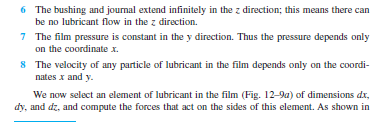 6 The bushing and journal extend infinitely in the z direction; this means there can
be no lubricant flow in the z direction.
7 The film pressure is constant in the y direction. Thus the pressure depends only
on the coordinate x.
8 The velocity of any particle of lubricant in the film depends only on the coordi-
nates x and y.
We now select an element of lubricant in the film (Fig. 12–9a) of dimensions dx,
dy, and dz, and compute the forces that act on the sides of this element. As shown in